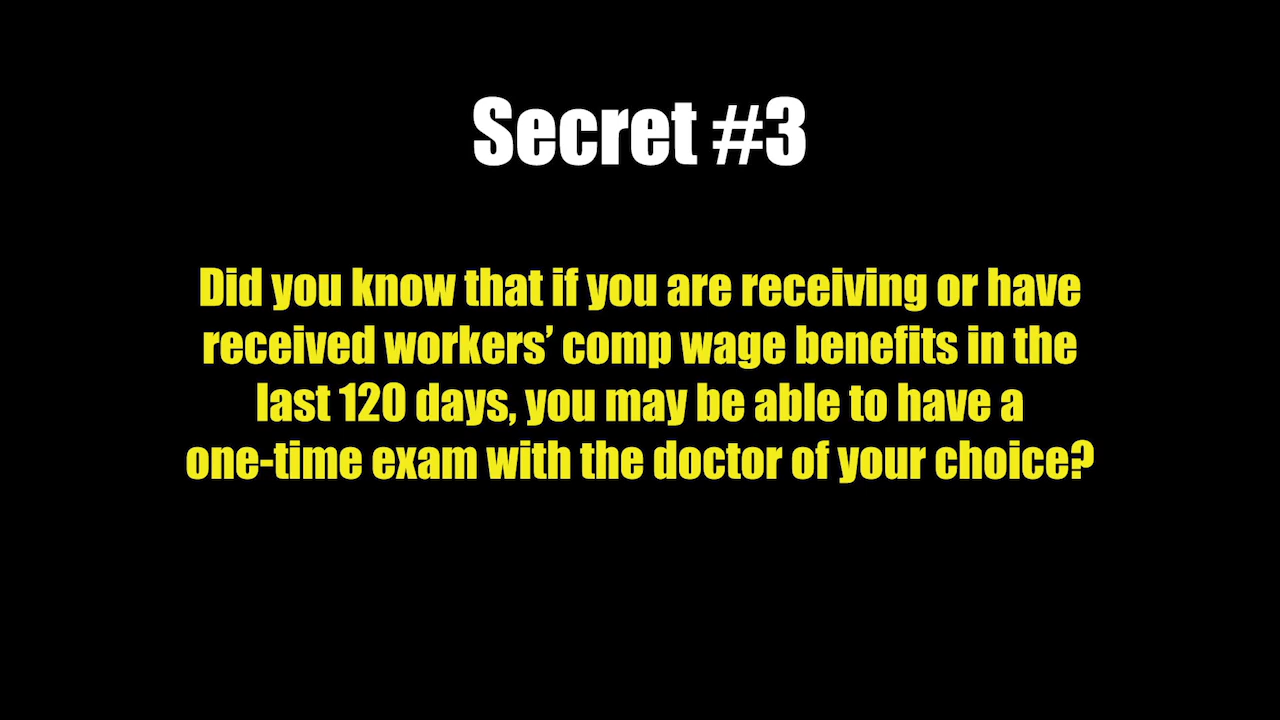 Secret #3
Did you know that if you are receiving or have
received workers’ comp wage benefits in the
last 120 days, you may be able to have a
one-time exam with the doctor of your choice?